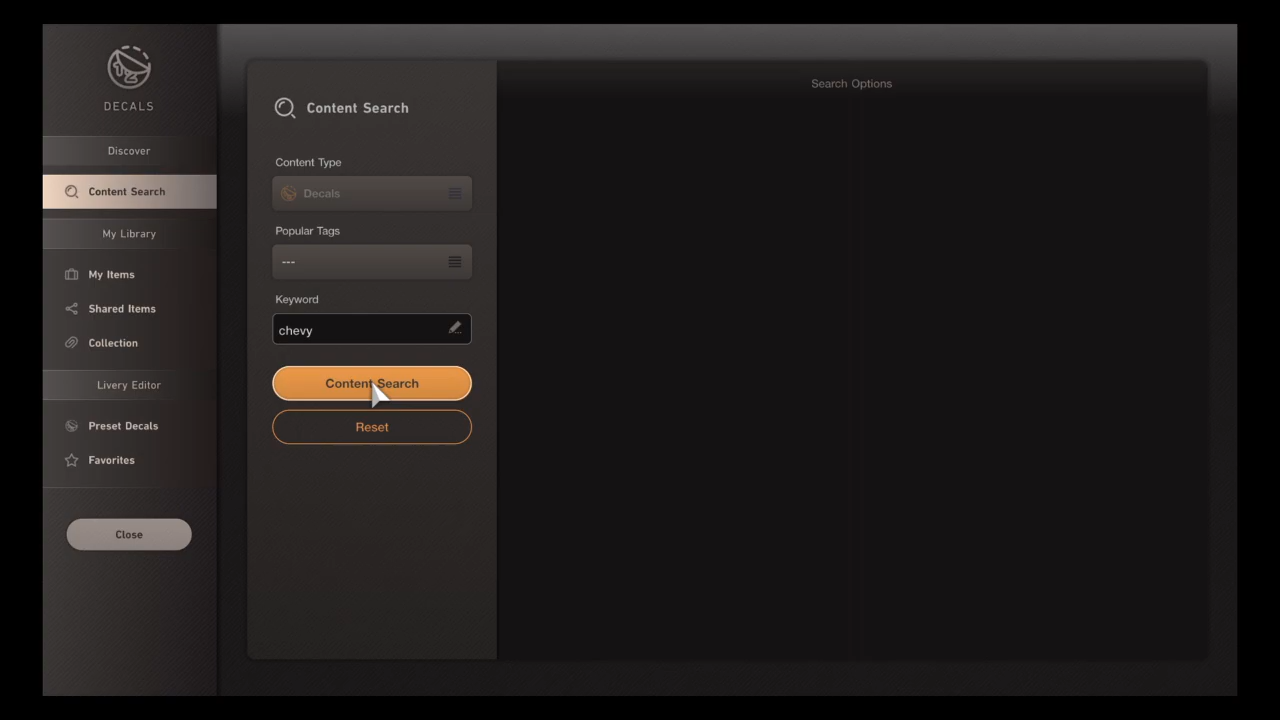 DECALS
Discover
Content Search
My Library
My Items
Shared Items
Collection
Livery Editor
Preset Decals
Favorites
Close
Content Search
Content Type
Decals
Popular Tags
---
Keyword
chevy
Content Search
Reset
Search Options